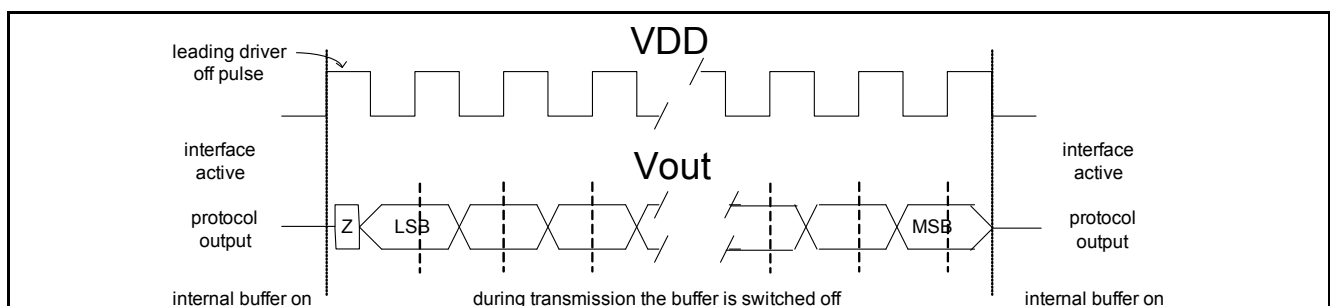 VDD
leading driver
off pulse
interface
active
interface
active
Vout
protocol
output
Z
LSB
MSB
protocol
output
internal buffer on
during transmission the buffer is switched off
internal buffer on